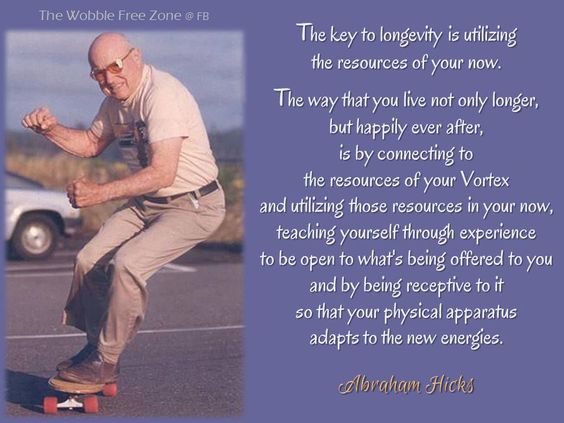 The Wobble Free Zone @ FB
The key to longevity is utilizing
the resources of your now.
The way that you live not only longer,
but happily ever after,
is by connecting to
the resources of your Vortex
and utilizing those resources in your now,
teaching yourself through experience
to be open to what's being offered to you
and by being receptive to it
so that your physical apparatus
adapts to the new energies.
Abraham Hicks